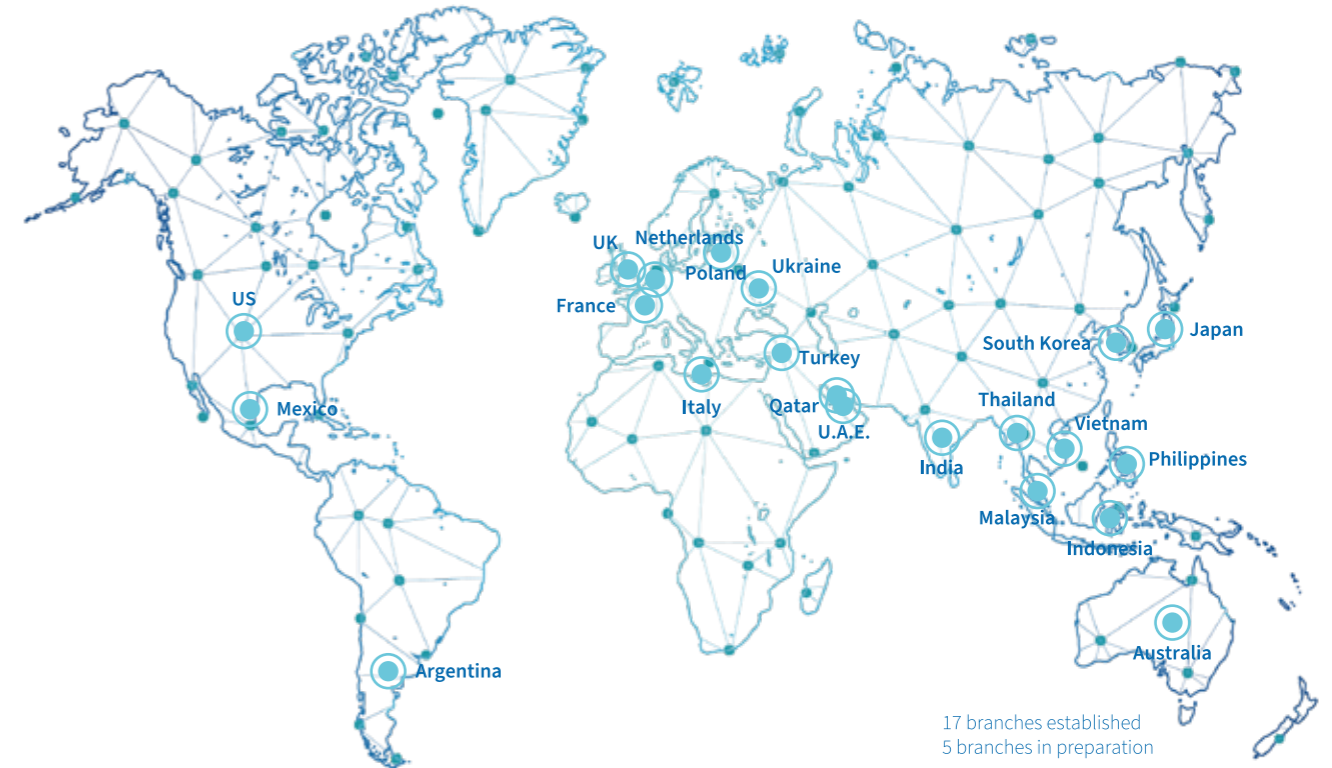 UK
Netherlands
Poland
Ukraine
US
France
South Korea
Japan
Turkey
Thailand
Mexico
Italy
Qatar
U.A.E.
Vietnam
India
Philippines
Malaysia
Indonesia
Argentina
Australia
17 branches established
5 branches in preparation